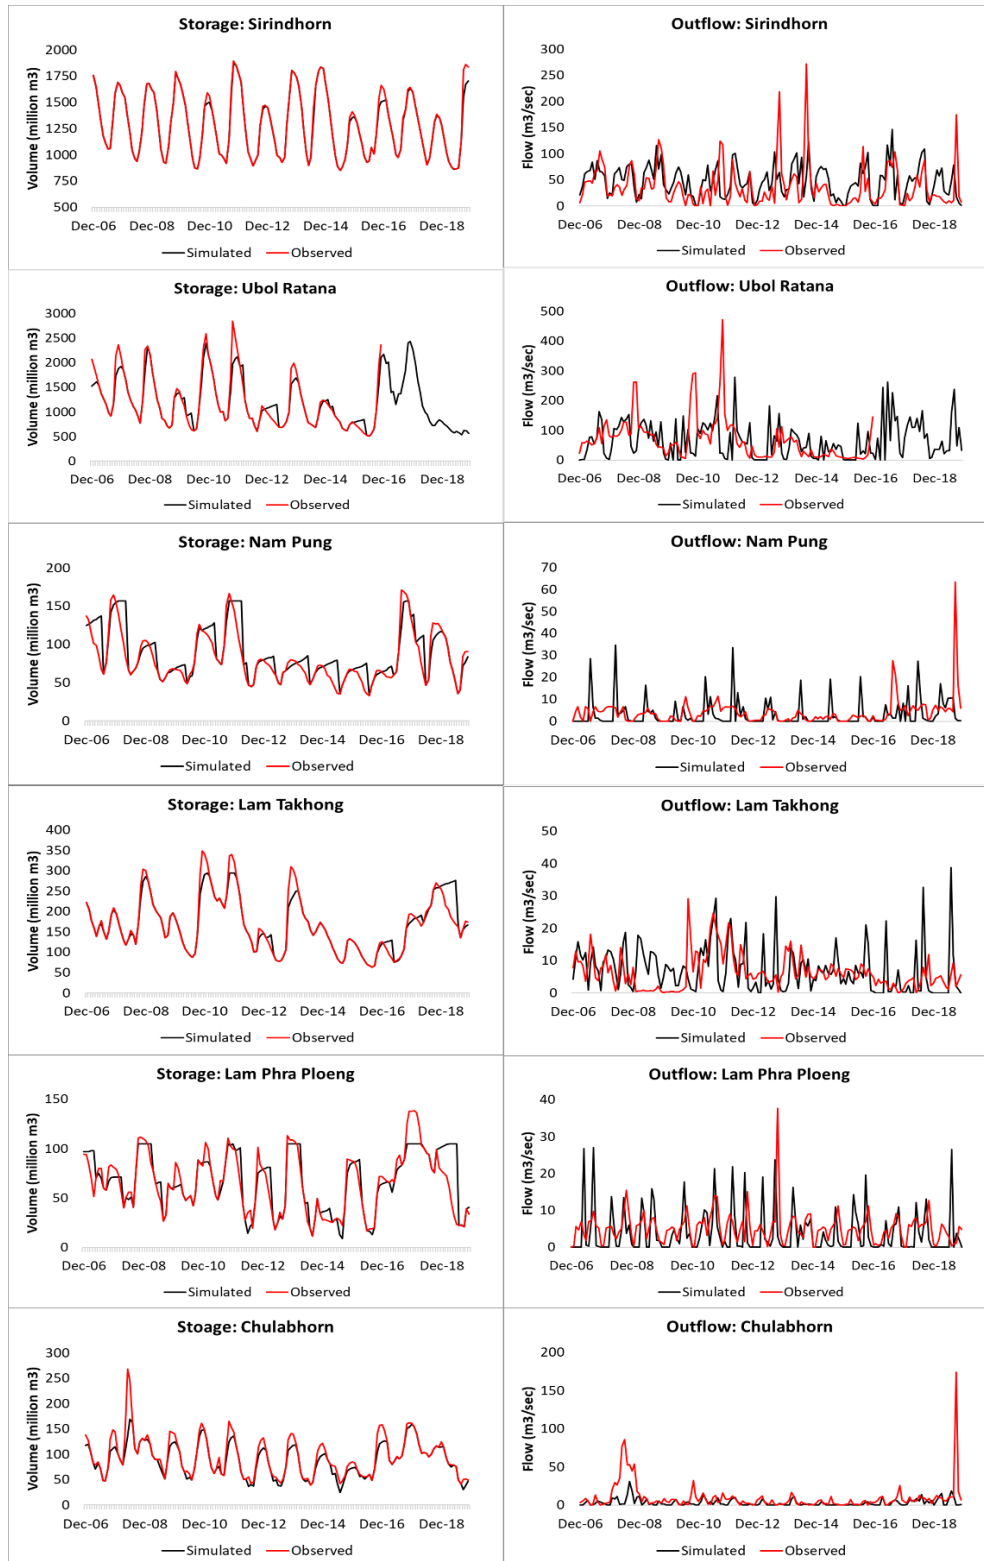 Storage: Sirindhorn
Volume (million m3)
2000
1750
1500
1250
1000
750
500
Dec-06 Dec-08 Dec-10 Dec-12 Dec-14 Dec-16 Dec-18
Simulated Observed
Outflow: Sirindhorn
Flow (m3/sec)
300
250
200
150
100
50
0
Dec-06 Dec-08 Dec-10 Dec-12 Dec-14 Dec-16 Dec-18
Simulated Observed
Storage: Ubol Ratana
Volume (million m3)
3000
2500
2000
1500
1000
500
0
Dec-06 Dec-08 Dec-10 Dec-12 Dec-14 Dec-16 Dec-18
Simulated Observed
Outflow: Ubol Ratana
Flow (m3/sec)
500
400
300
200
100
0
Dec-06 Dec-08 Dec-10 Dec-12 Dec-14 Dec-16 Dec-18
Simulated Observed
Storage: Nam Pung
Volume (million m3)
200
150
100
50
0
Dec-06 Dec-08 Dec-10 Dec-12 Dec-14 Dec-16 Dec-18
Simulated Observed
Outflow: Nam Pung
Flow (m3/sec)
70
60
50
40
30
20
10
0
Dec-06 Dec-08 Dec-10 Dec-12 Dec-14 Dec-16 Dec-18
Simulated Observed
Storage: Lam Takhong
Volume (million m3)
400
350
300
250
200
150
100
50
0
Dec-06 Dec-08 Dec-10 Dec-12 Dec-14 Dec-16 Dec-18
Simulated Observed
Outflow: Lam Takhong
Flow (m3/sec)
50
40
30
20
10
0
Dec-06 Dec-08 Dec-10 Dec-12 Dec-14 Dec-16 Dec-18
Simulated Observed
Storage: Lam Phra Ploeng
Volume (million m3)
150
100
50
0
Dec-06 Dec-08 Dec-10 Dec-12 Dec-14 Dec-16 Dec-18
Simulated Observed
Outflow: Lam Phra Ploeng
Flow (m3/sec)
40
30
20
10
0
Dec-06 Dec-08 Dec-10 Dec-12 Dec-14 Dec-16 Dec-18
Simulated Observed
Stoage: Chulabhorn
Volume (million m3)
300
250
200
150
100
50
0
Dec-06 Dec-08 Dec-10 Dec-12 Dec-14 Dec-16 Dec-18
Simulated Observed
Outflow: Chulabhorn
Flow (m3/sec)
200
150
100
50
0
Dec-06 Dec-08 Dec-10 Dec-12 Dec-14 Dec-16 Dec-18
Simulated Observed